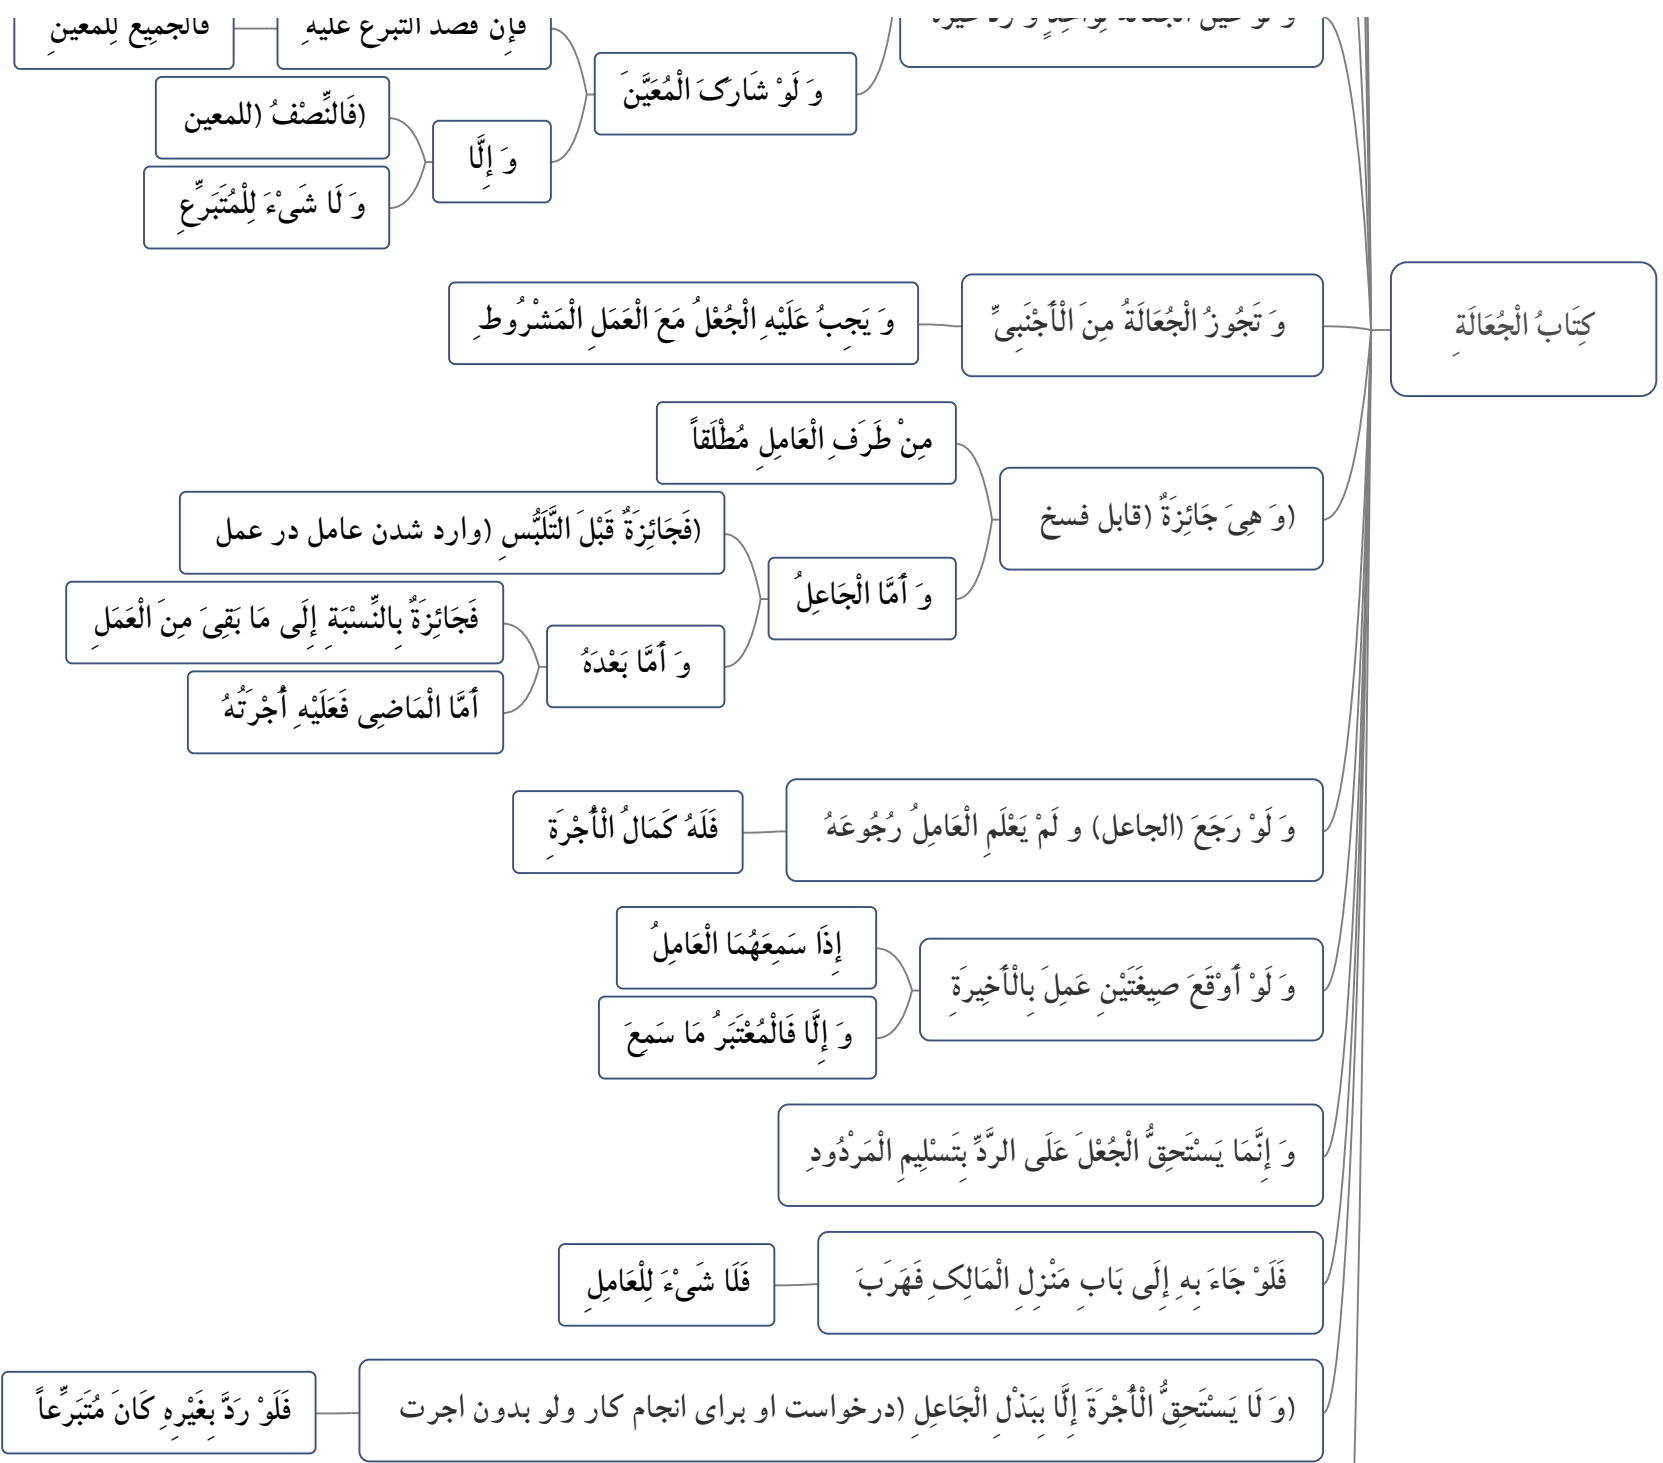 كِتَابُ الْجُعَالَةِ
وَ لَوْ شَارَكَ الْمُعَيَّنَ
فَإِن قصد التبرع عليهِ
فالجميع للمعينِ
وَ إِلَّا
(فَالنِّصْفُ (للمعين
وَ لَا شَیْءَ لِلْمُتَبَرِّعِ
وَ تَجُوزُ الْجُعَالَةُ مِنَ الْأَجْنَبِیِّ
وَ يَجِبُ عَلَيْهِ الْجُعْلُ مَعَ الْعَمَلِ الْمَشْرُوطِ
(وَ هِیَ جَائِزَةٌ (قابل فسخ
مِنْ طَرَفِ الْعَامِلِ مُطْلَقاً
وَ أَمَّا الْجَاعِلُ
(فَجَائِزَةٌ قَبْلَ التَّلَبُّسِ (وارد شدن عامل در عمل
وَ أَمَّا بَعْدَهُ
فَجَائِزَةٌ بِالنِّسْبَةِ إِلَى مَا بَقِیَ مِنَ الْعَمَلِ
أَمَّا الْمَاضِی فَعَلَيْهِ أُجْرَتُهُ
وَ لَوْ رَجَعَ (الجاعل) و لَمْ يَعْلَمِ الْعَامِلُ رُجُوعَهُ
فَلَهُ كَمَالُ الْأُجْرَةِ
وَ لَوْ أَوْقَعَ صِيغَتَيْنِ عَمِلَ بِالْأَخِيرَةِ
إِذَا سَمِعَهُمَا الْعَامِلُ
وَ إِلَّا فَالْمُعْتَبَرُ مَا سَمِعَ
وَ إِنَّمَا يَسْتَحِقُّ الْجُعْلَ عَلَى الرَّدِّ بِتَسْلِيمِ الْمَرْدُودِ
فَلَوْ جَاءَ بِهِ إِلَى بَابِ مَنْزِلِ الْمَالِکِ فَهَرَبَ
فَلَا شَیْءَ لِلْعَامِلِ
(وَ لَا يَسْتَحِقُّ الْأُجْرَةَ إِلَّا بِبَذْلِ الْجَاعِلِ (درخواست او برای انجام کار ولو بدون اجرت
فَلَوْ رَدَّ بِغَيْرِهِ كَانَ مُتَبَرِّعاً